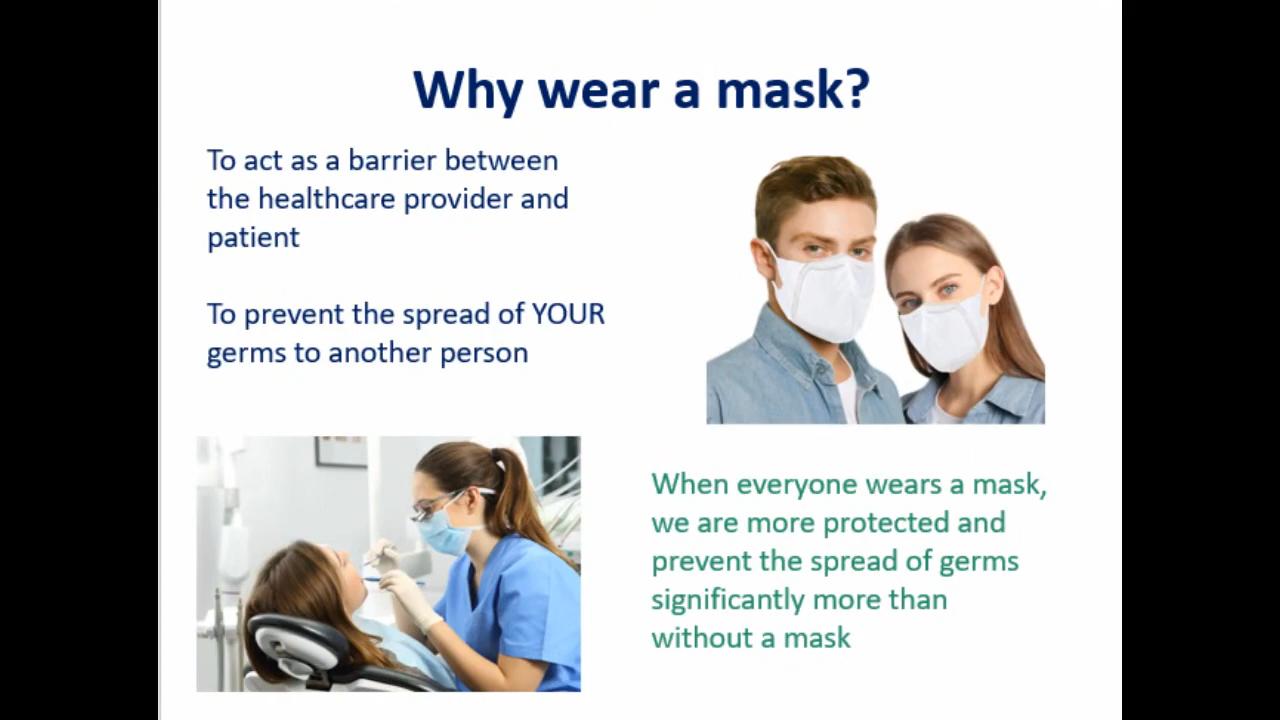 Why wear a mask?
To act as a barrier between
the healthcare provider and
patient
To prevent the spread of YOUR
germs to another person
When everyone wears a mask,
we are more protected and
prevent the spread of germs
significantly more than
without a mask